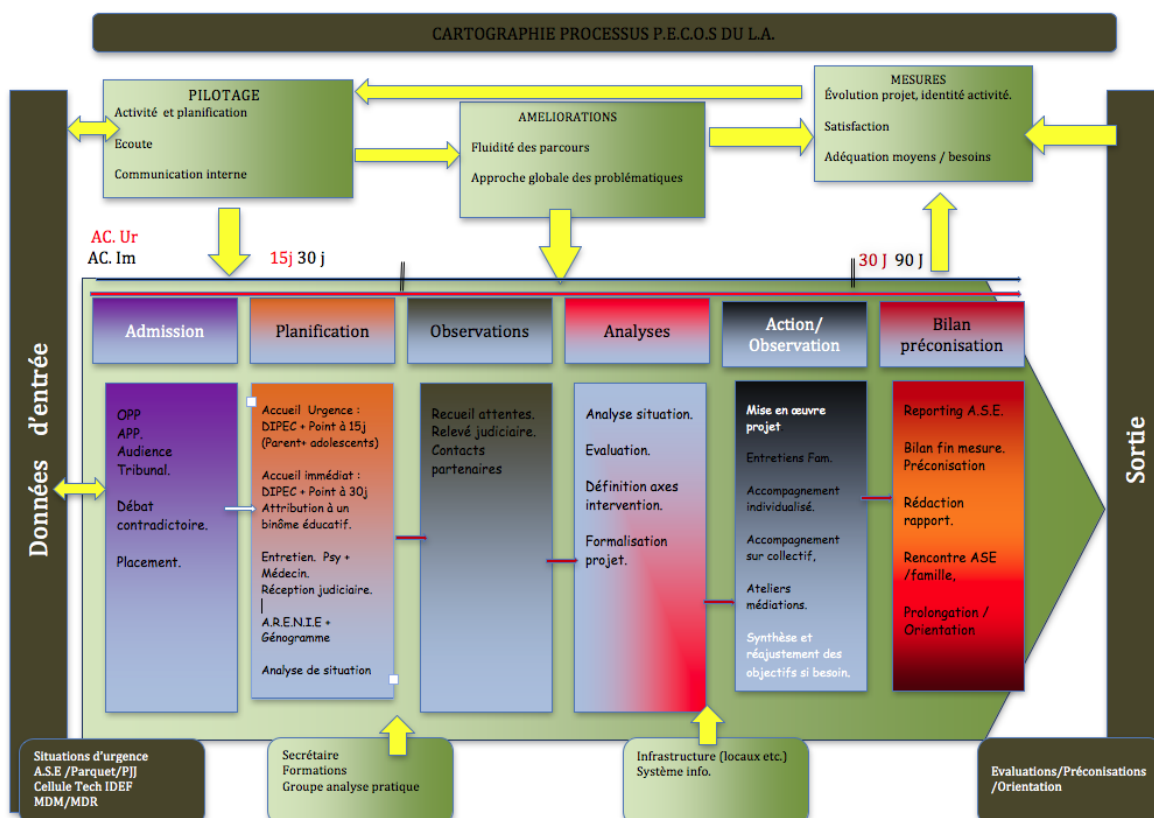 CARTOGRAPHIE PROCESSUS P.E.C.O.S DU L.A.
PILOTAGE
Activité et planification
Ecoute
Communication interne
AMELIORATIONS
Fluidité des parcours
Approche globale des problématiques
MESURES
Évolution projet, identité activité.
Satisfaction
Adéquation moyens / besoins
Données d'entrée
Sortie
AC. Ur
AC. Im
15j 30 j
30 J 90 J
Admission
Planification
Observations
Analyses
Action/
Observation
Bilan
préconisation
OPP
APP.
Audience
Tribunal.
Débat
contradictoire.
Placement.
Accueil Urgence :
DIPEC + Point à 15j
(Parent+ adolescents)
Accueil immédiat :
DIPEC + Point à 30j
Attribution à un
binôme éducatif.
Entretien. Psy +
Médecin.
Réception judiciaire.
A.R.E.N.I.E +
Génogramme
Analyse de situation
Recueil attentes.
Relevé judiciaire.
Contacts
partenaires
Analyse situation.
Evaluation.
Définition axes
intervention.
Formalisation
projet.
Mise en œuvre
projet
Entretiens Fam.
Accompagnement
individualisé.
Accompagnement
sur collectif,
Ateliers
médiations.
Synthèse et
réajustement des
objectifs si besoin.
Reporting A.S.E.
Bilan fin mesure.
Préconisation
Rédaction
rapport.
Rencontre ASE
/famille,
Prolongation /
Orientation
Situations d'urgence
A.S.E /Parquet/PJJ
Cellule Tech IDEF
MDM/MDR
Secrétaire
Formations
Groupe analyse pratique
Infrastructure (locaux etc.)
Système info.
Evaluations/Préconisations
/Orientation